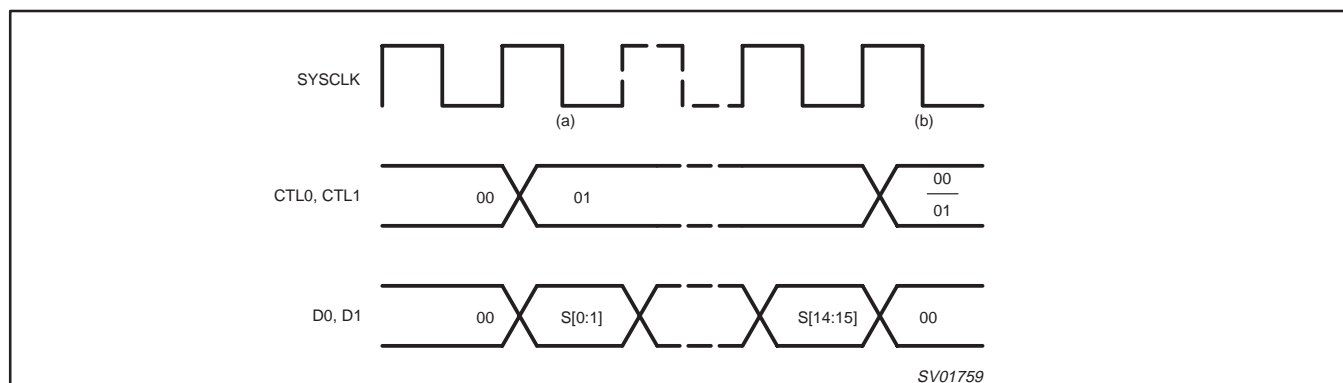 SYSCLK
(a)
(b)
CTL0, CTL1
00
01
00
01
D0, D1
00
S[0:1]
S[14:15]
00
SV01759